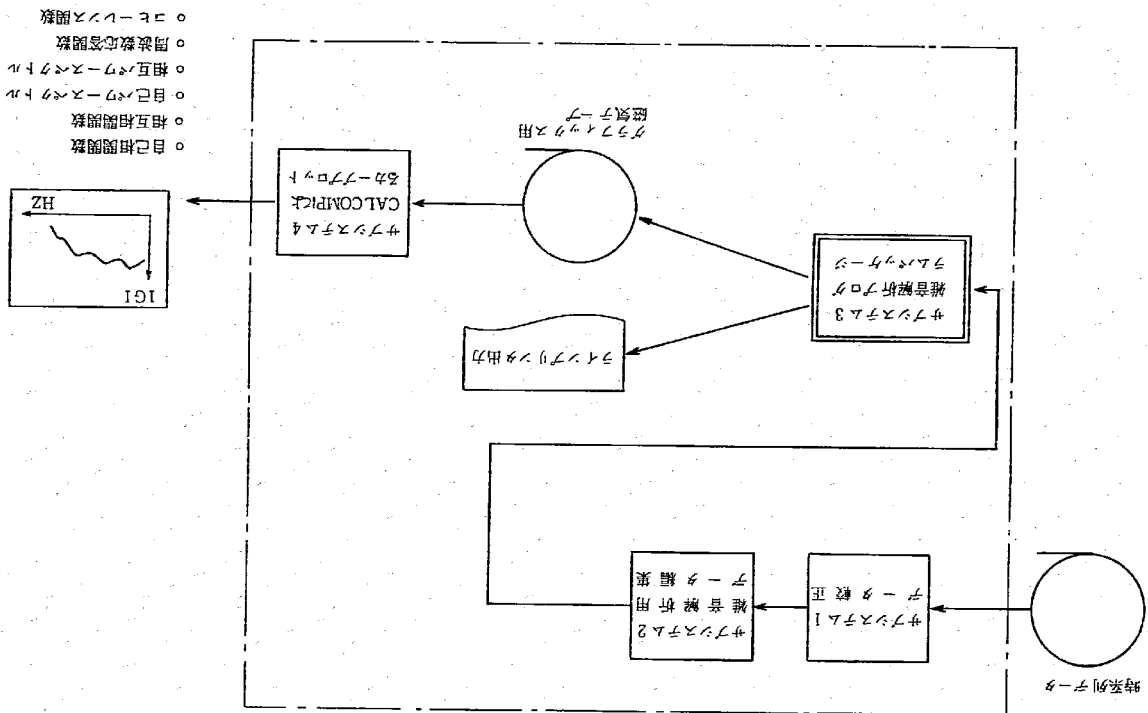 時系列データ
サブシステム1
データ較正
サブシステム2
雑音解析用
データ編集
サブシステム3
雑音解析プログ
ラムパッケージ
ラインプリンタ出力
グラフィックス用
磁気テープ
サブシステム4
CALCOMPによ
るカーブプロット
IGI
HZ
○ 自己相関関数
○ 相互相関関数
○ 自己パワースペクトル
○ 相互パワースペクトル
○ 周波数応答関数
○ コヒーレンス関数